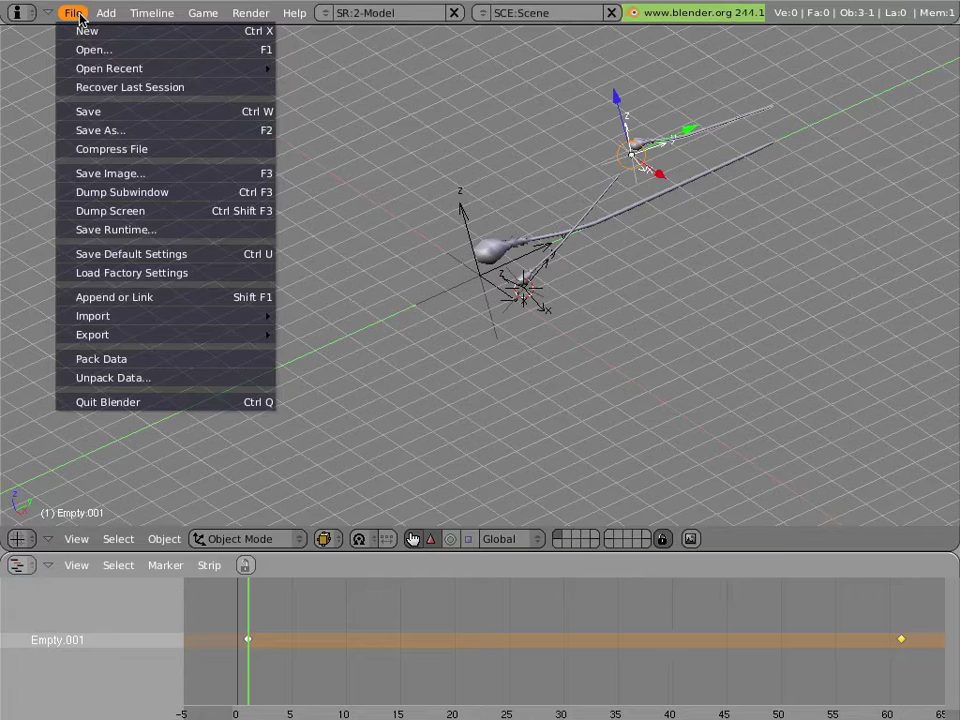 File Add Timeline Game Render Help SR:2-Model SCE:Scene www.blender.org 244.1 Ve:0 | Fa:0 | Ob:3-1 | La:0 | Mem:1
New Ctrl X
Open... F1
Open Recent
Recover Last Session
Save Ctrl W
Save As... F2
Compress File
Save Image... F3
Dump Subwindow Ctrl F3
Dump Screen Ctrl Shift F3
Save Runtime...
Save Default Settings Ctrl U
Load Factory Settings
Append or Link Shift F1
Import
Export
Pack Data
Unpack Data...
Quit Blender Ctrl Q
z
z
z
x
z
(1) Empty.001
View Select Object Object Mode Global
View Select Marker Strip
Empty.001
-5 0 5 10 15 20 25 30 35 40 45 50 55 60 65